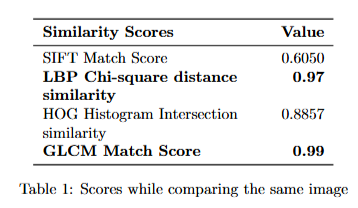 Similarity Scores Value
SIFT Match Score 0.6050
LBP Chi-square distance 0.97
similarity
HOG Histogram Intersection 0.8857
similarity
GLCM Match Score 0.99
Table 1: Scores while comparing the same image